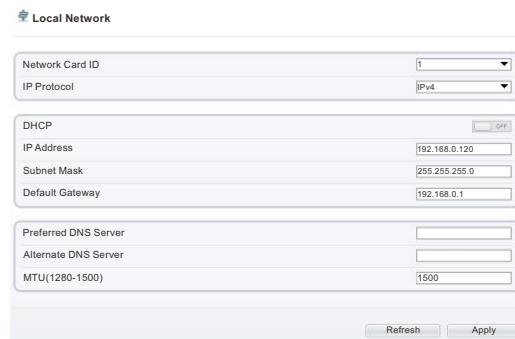 Local Network
Network Card ID 1
IP Protocol IPv4
DHCP OFF
IP Address 192.168.0.120
Subnet Mask 255.255.255.0
Default Gateway 192.168.0.1
Preferred DNS Server
Alternate DNS Server
MTU(1280-1500) 1500
Refresh Apply